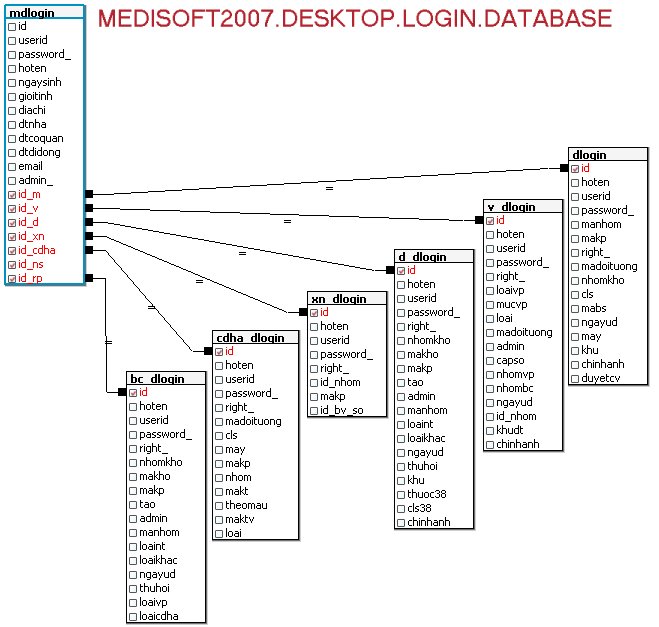 MEDISOFT2007.DESKTOP.LOGIN.DATABASE
mdlogin
id
userid
password_
hoten
ngaysinh
gioitinh
diachi
dtnha
dtcoquan
dtdidong
email
admin_
id_m
id_v
id_d
id_xn
id_cdha
id_ns
id_rp
=
=
=
=
=
=
dlogin
id
hoten
userid
password_
manhom
makp
right_
madoituong
nhomkho
cls
mabs
ngayud
may
khu
chinhanh
duyetcv
v_dlogin
id
hoten
userid
password_
right_
loaivp
mucvp
loai
madoituong
admin
capso
nhomvp
nhombc
ngayud
id_nhom
khudt
chinhanh
d_dlogin
id
hoten
userid
password_
right_
nhomkho
makho
makp
tao
admin
manhom
loaint
loaikhac
ngayud
thuhoi
khu
thuoc38
cls38
chinhanh
xn_dlogin
id
hoten
userid
password_
right_
id_nhom
makp
id_bv_so
cdha_dlogin
id
hoten
userid
password_
right_
madoituong
cls
may
makp
nhom
makt
theomau
maktv
loai
bc_dlogin
id
hoten
userid
password_
right_
nhomkho
makho
makp
tao
admin
manhom
loaint
loaikhac
ngayud
thuhoi
loaivp
loaicdha